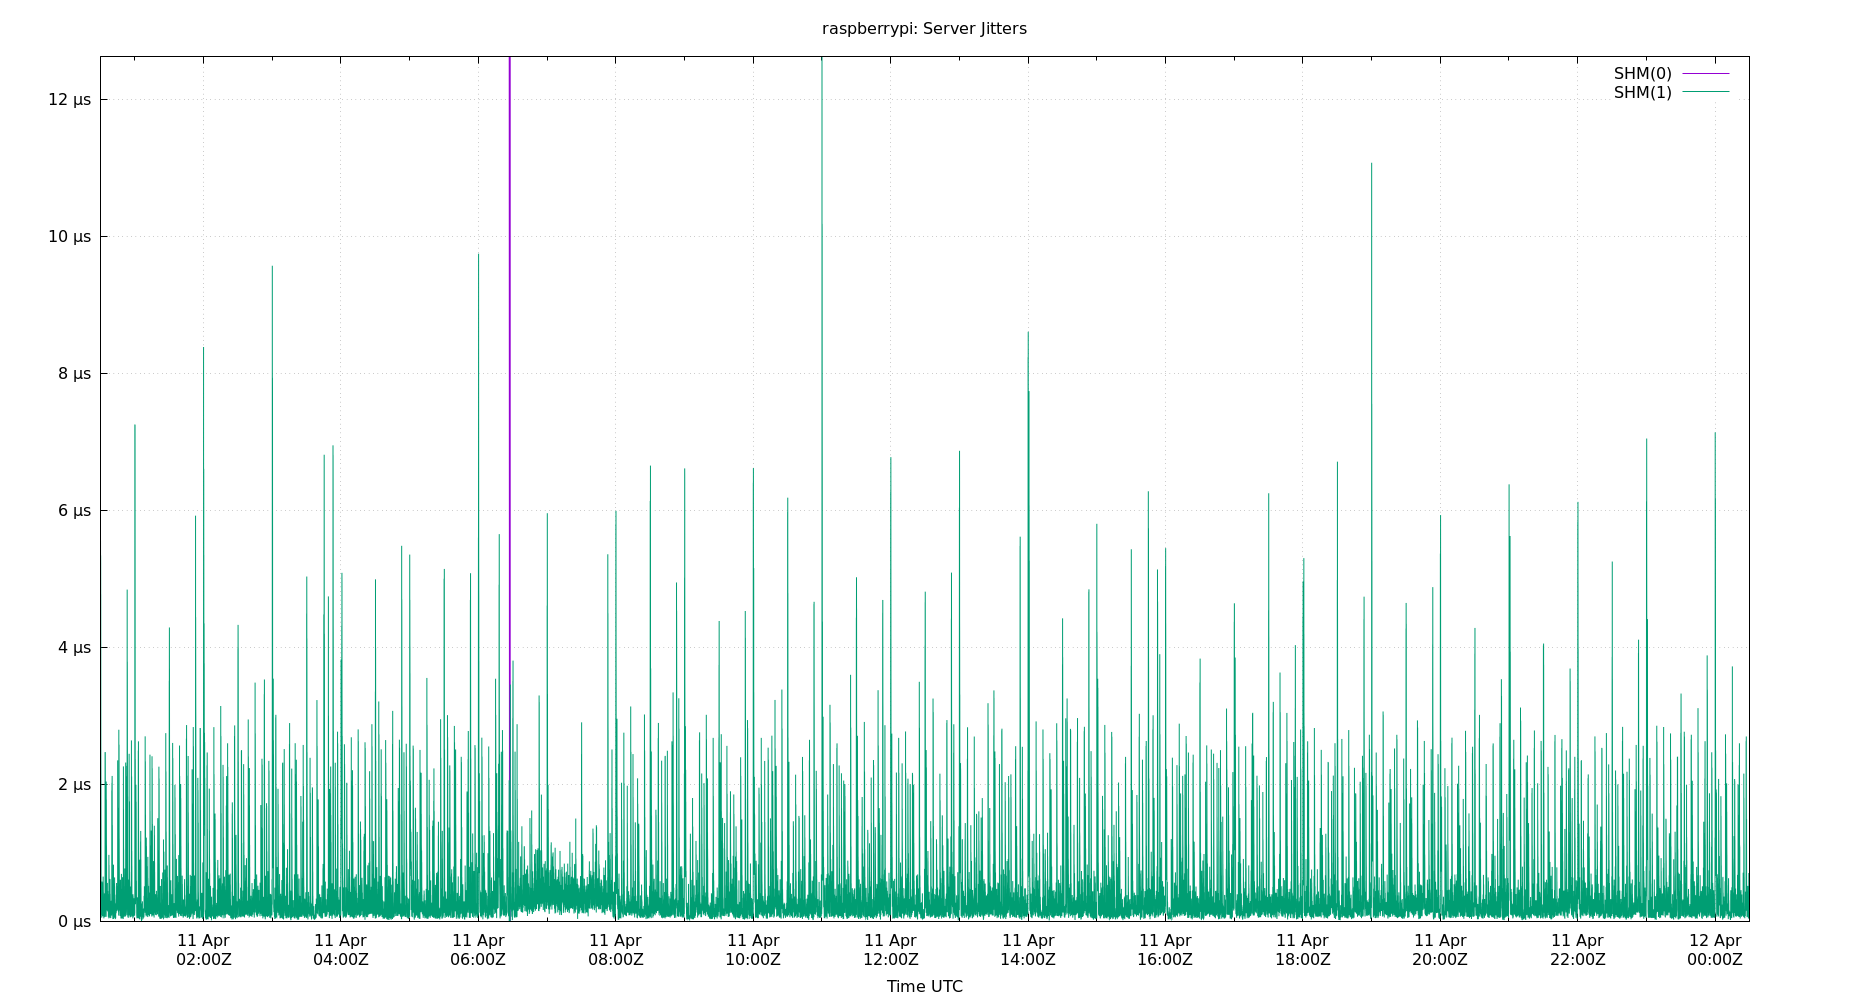 raspberrypi: Server Jitters
SHM(0)
SHM(1)
12 µs
10 µs
8 µs
6 µs
4 µs
2 µs
0 µs
11 Apr 11 Apr 11 Apr 11 Apr 11 Apr 11 Apr 11 Apr 11 Apr 11 Apr 11 Apr 11 Apr 12 Apr
02:00Z 04:00Z 06:00Z 08:00Z 10:00Z 12:00Z 14:00Z 16:00Z 18:00Z 20:00Z 22:00Z 00:00Z
Time UTC